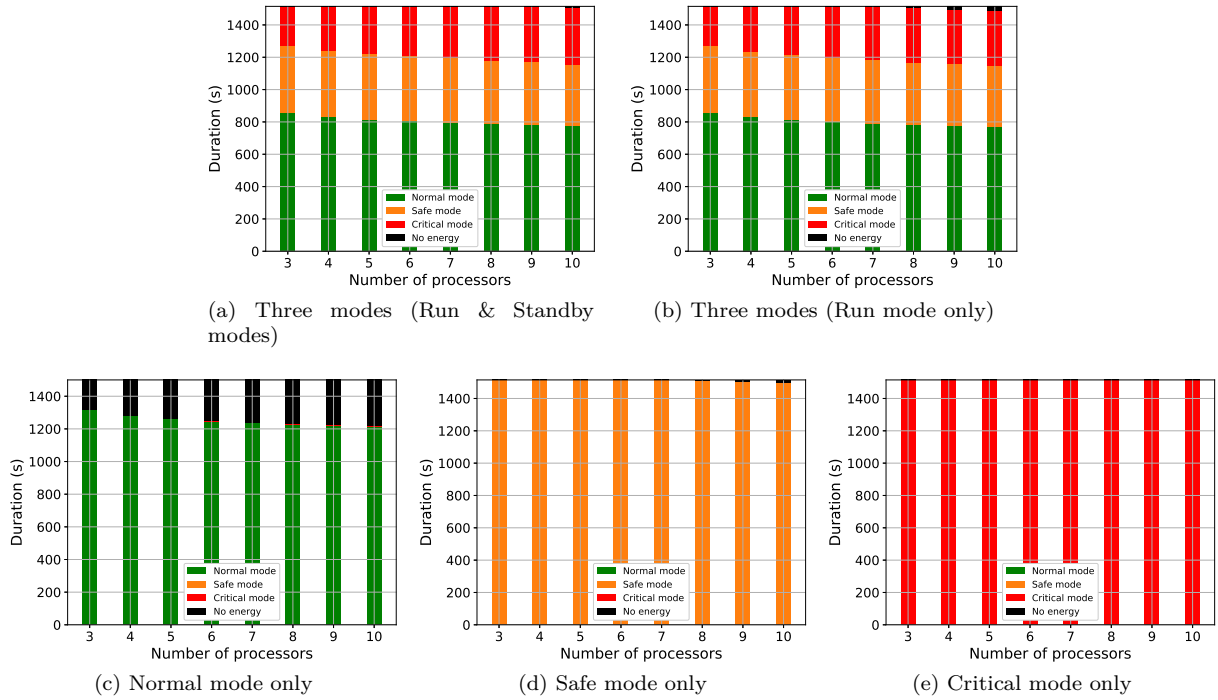 1400
1200
1000
800
600
400
200
0
Duration (s)
Normal mode
Safe mode
Critical mode
No energy
3 4 5 6 7 8 9 10
Number of processors
(a) Three modes (Run & Standby
modes)
1400
1200
1000
800
600
400
200
0
Duration (s)
Normal mode
Safe mode
Critical mode
No energy
3 4 5 6 7 8 9 10
Number of processors
(b) Three modes (Run mode only)
1400
1200
1000
800
600
400
200
0
Duration (s)
Normal mode
Safe mode
Critical mode
No energy
3 4 5 6 7 8 9 10
Number of processors
(c) Normal mode only
1400
1200
1000
800
600
400
200
0
Duration (s)
Normal mode
Safe mode
Critical mode
No energy
3 4 5 6 7 8 9 10
Number of processors
(d) Safe mode only
1400
1200
1000
800
600
400
200
0
Duration (s)
Normal mode
Safe mode
Critical mode
No energy
3 4 5 6 7 8 9 10
Number of processors
(e) Critical mode only